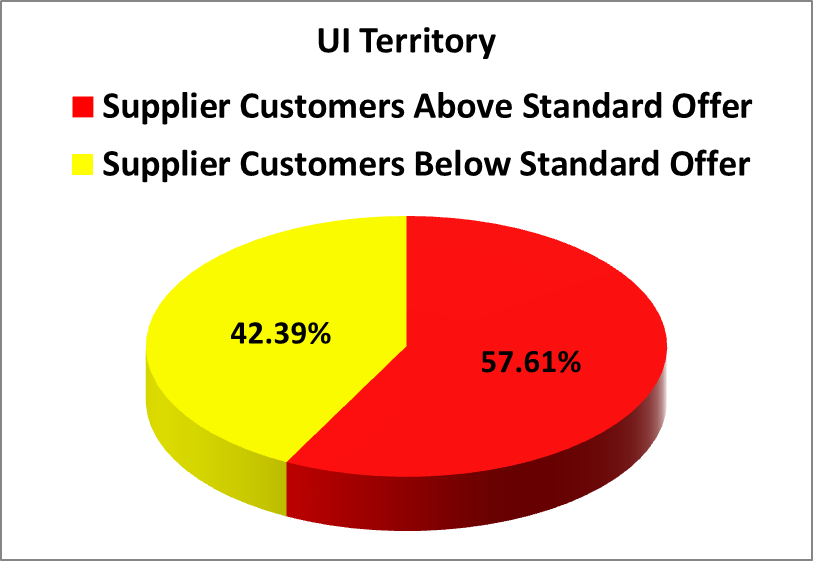 UI Territory
Supplier Customers Above Standard Offer
Supplier Customers Below Standard Offer
42.39%
57.61%